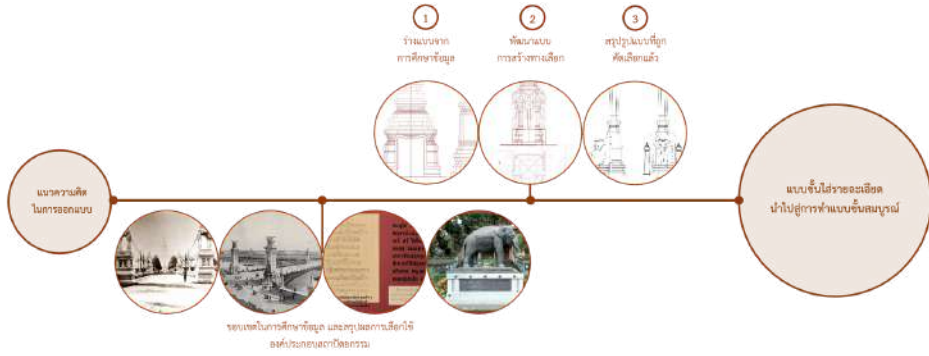 1
ร่างแบบจาก
การศึกษาข้อมูล
2
พัฒนาแบบ
การสร้างทางเลือก
3
สรุปรูปแบบที่ถูก
คัดเลือกแล้ว
แนวความคิด
ในการออกแบบ
แบบขั้นใส่รายละเอียด
นำไปสู่การทำแบบขั้นสมบูรณ์
ขอบเขตในการศึกษาข้อมูล และสรุปผลการเลือกใช้
องค์ประกอบสถาปัตยกรรม